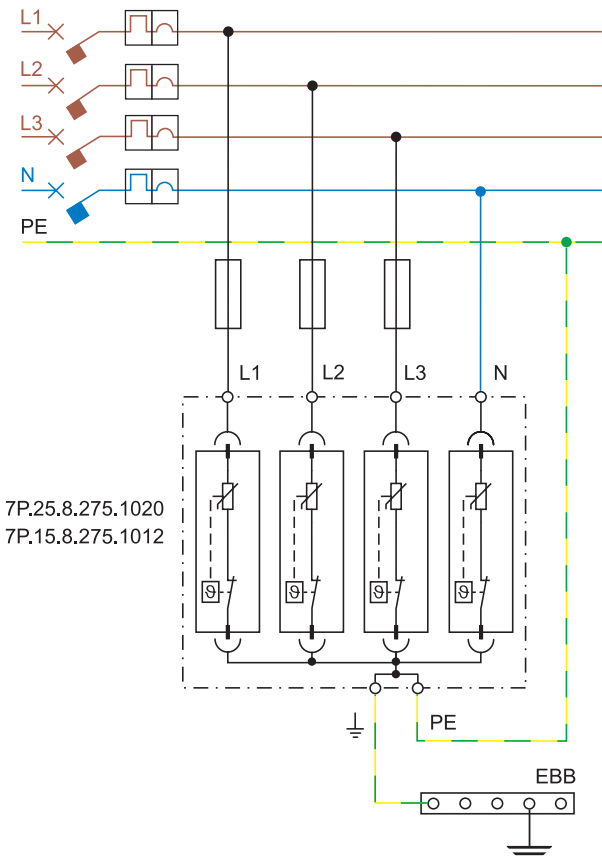 L1
L2
L3
N
PE
L1 L2 L3 N
7P.25.8.275.1020
7P.15.8.275.1012
ϑ ϑ ϑ ϑ
PE
EBB